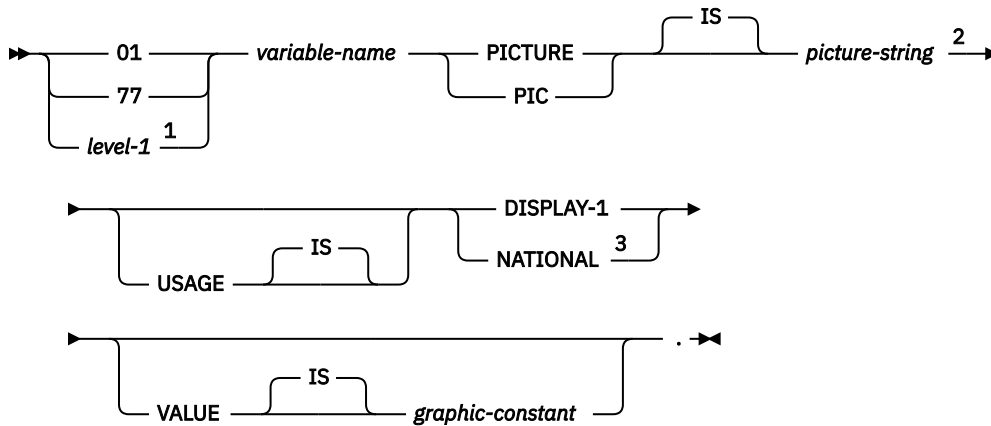 IS
01 variable-name PICTURE picture-string 2
77 PIC
level-1 1
DISPLAY-1
IS
USAGE NATIONAL 3
.
IS
VALUE graphic-constant